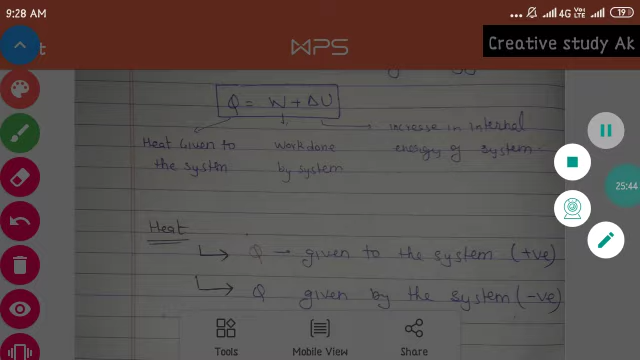 9:28 AM
4G
VoLTE
19
WPS
Creative study Ak
Q = W + ΔU
Heat Given to
the system
work done
by system
increase in internal
energy of system
25:44
Heat
Q → given to the system (+ve)
Q given by the system (-ve)
Tools
Mobile View
Share